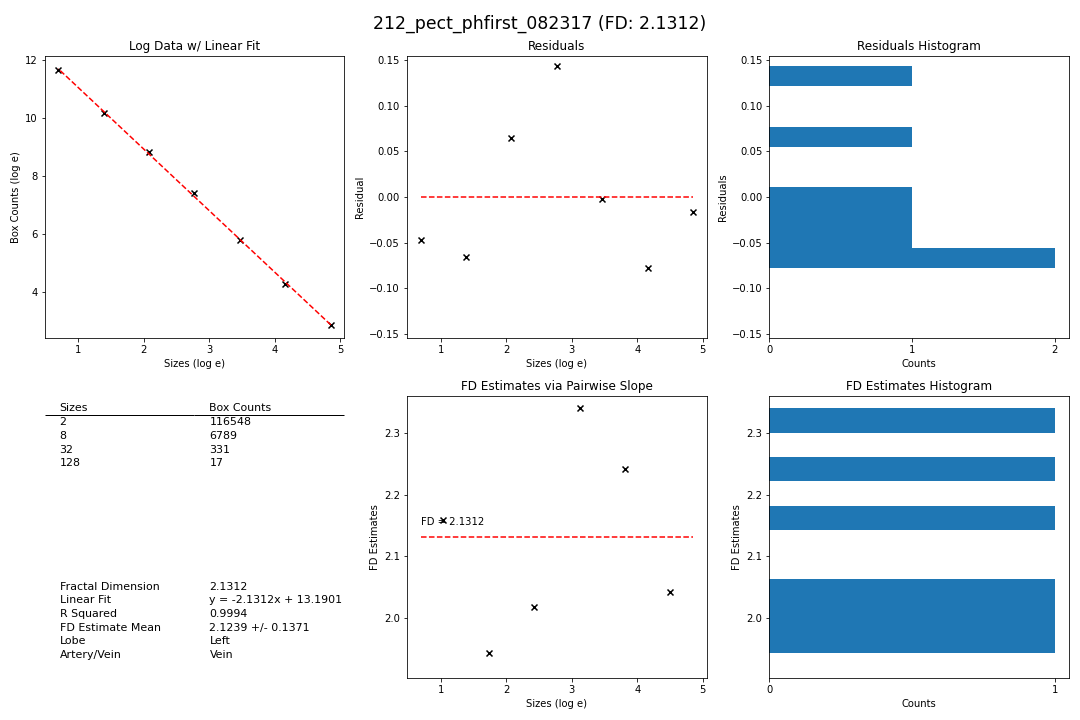 212_pect_phfirst_082317 (FD: 2.1312)
Log Data w/ Linear Fit
12
10
8
6
4
Box Counts (log e)
1 2 3 4 5
Sizes (log e)
Residuals
0.15
0.10
0.05
0.00
−0.05
−0.10
−0.15
Residual
1 2 3 4 5
Sizes (log e)
Residuals Histogram
0.15
0.10
0.05
0.00
−0.05
−0.10
−0.15
Residuals
0 1 2
Counts
Sizes Box Counts
2 116548
8 6789
32 331
128 17
Fractal Dimension 2.1312
Linear Fit y = -2.1312x + 13.1901
R Squared 0.9994
FD Estimate Mean 2.1239 +/- 0.1371
Lobe Left
Artery/Vein Vein
FD Estimates via Pairwise Slope
2.3
2.2
2.1
2.0
FD Estimates
FD = 2.1312
1 2 3 4 5
Sizes (log e)
FD Estimates Histogram
2.3
2.2
2.1
2.0
FD Estimates
0 1
Counts